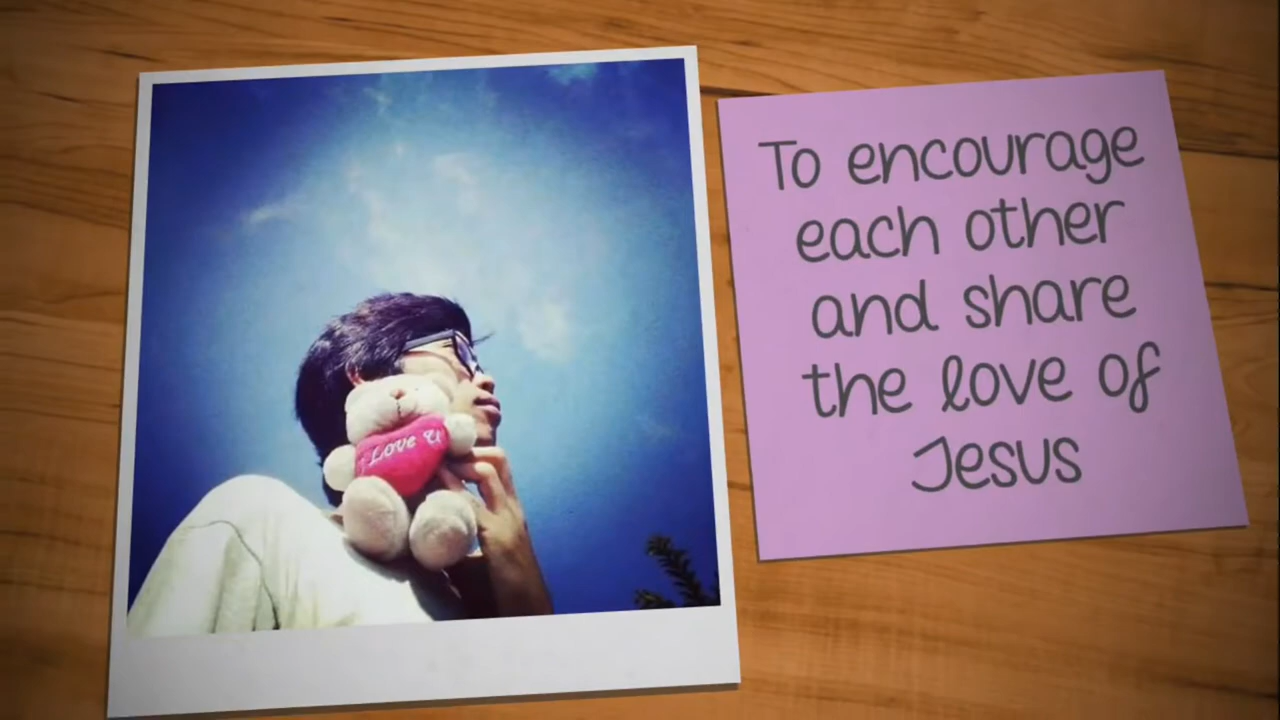 I Love U
To encourage
each other
and share
the love of
Jesus